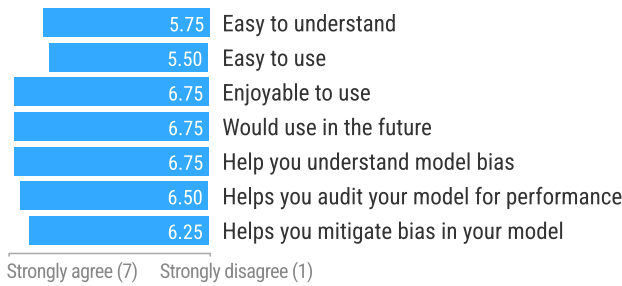 5.75 Easy to understand
5.50 Easy to use
6.75 Enjoyable to use
6.75 Would use in the future
6.75 Help you understand model bias
6.50 Helps you audit your model for performance
6.25 Helps you mitigate bias in your model
Strongly agree (7) Strongly disagree (1)